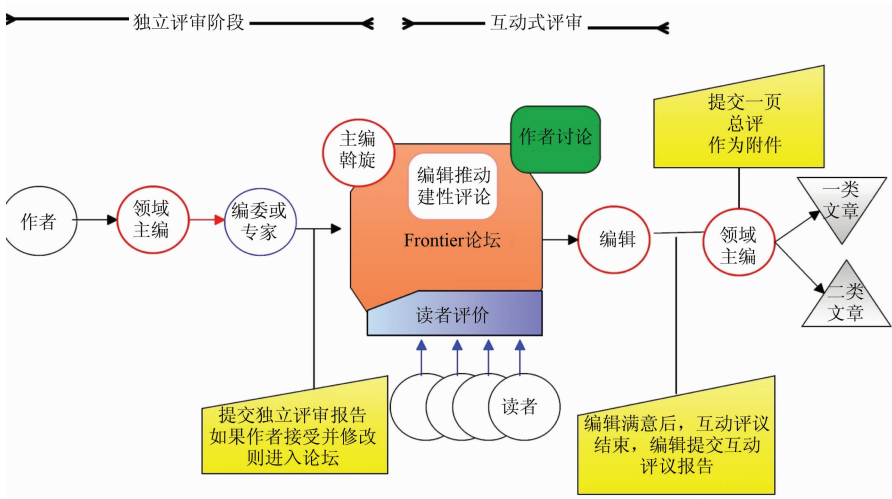 独立评审阶段
互动式评审
提交一页
总评
作为附件
主编
斡旋
作者讨论
编辑推动
建性评论
作者
领域
主编
编委或
专家
Frontier论坛
编辑
领域
主编
一类
文章
二类
文章
读者评价
读者
提交独立评审报告
如果作者接受并修改
则进入论坛
编辑满意后，互动评议
结束，编辑提交互动
评议报告